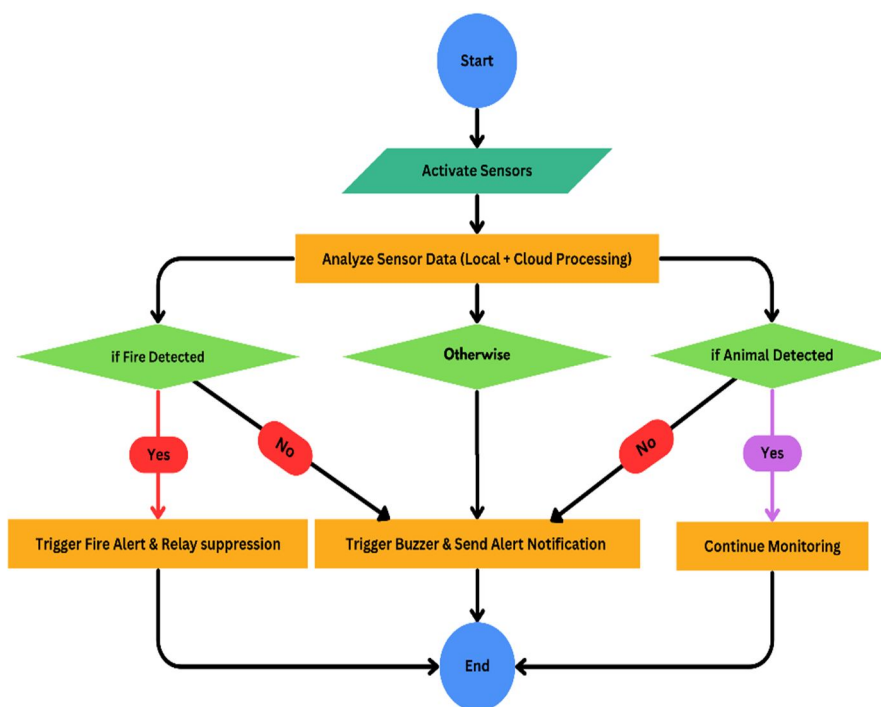 Start
Activate Sensors
Analyze Sensor Data (Local + Cloud Processing)
if Fire Detected
Otherwise
if Animal Detected
Yes
No
No
Yes
Trigger Fire Alert & Relay suppression
Trigger Buzzer & Send Alert Notification
Continue Monitoring
End